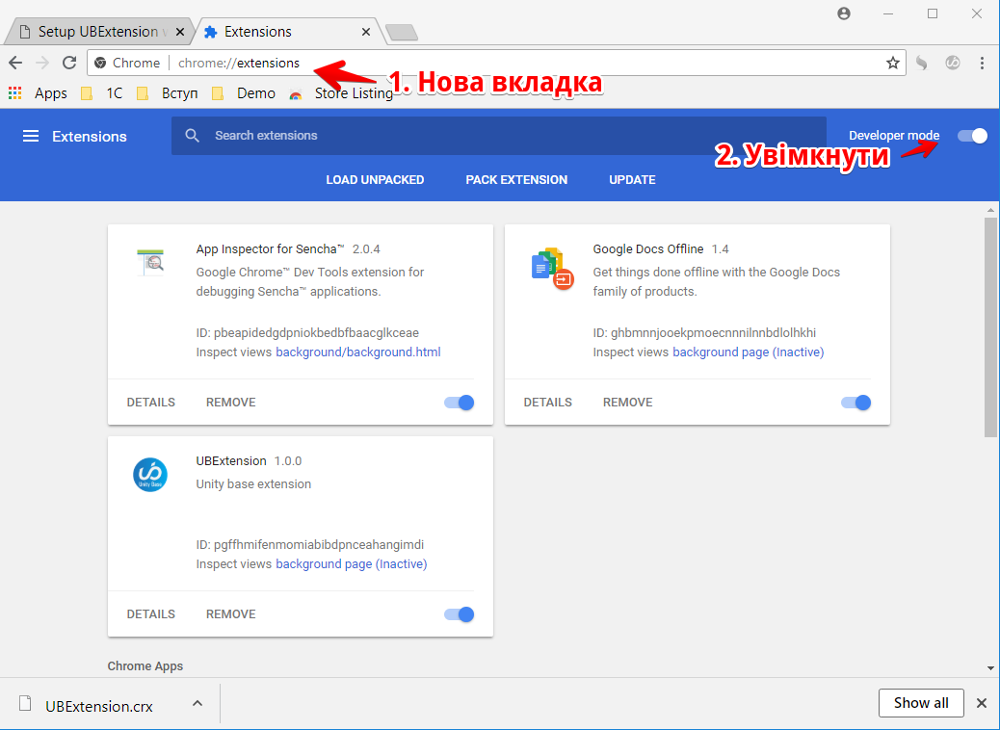 Setup UBExtension
Extensions
Chrome
chrome://extensions
1. Нова вкладка
Apps
1C
Вступ
Demo
Store Listing
Extensions
Search extensions
Developer mode
2. Увімкнути
LOAD UNPACKED
PACK EXTENSION
UPDATE
App Inspector for Sencha™ 2.0.4
Google Chrome™ Dev Tools extension for
debugging Sencha™ applications.
ID: pbeapidedgdpniokbedbfbaacglkceae
Inspect views background/background.html
DETAILS
REMOVE
Google Docs Offline 1.4
Get things done offline with the Google Docs
family of products.
ID: ghbmnnjooekpmoecnnnilnnbdlolhkhi
Inspect views background page (Inactive)
DETAILS
REMOVE
Unity Base
UBExtension 1.0.0
Unity base extension
ID: pgffhmifenmomiabibdpnceahangimdi
Inspect views background page (Inactive)
DETAILS
REMOVE
Chrome Apps
UBExtension.crx
Show all